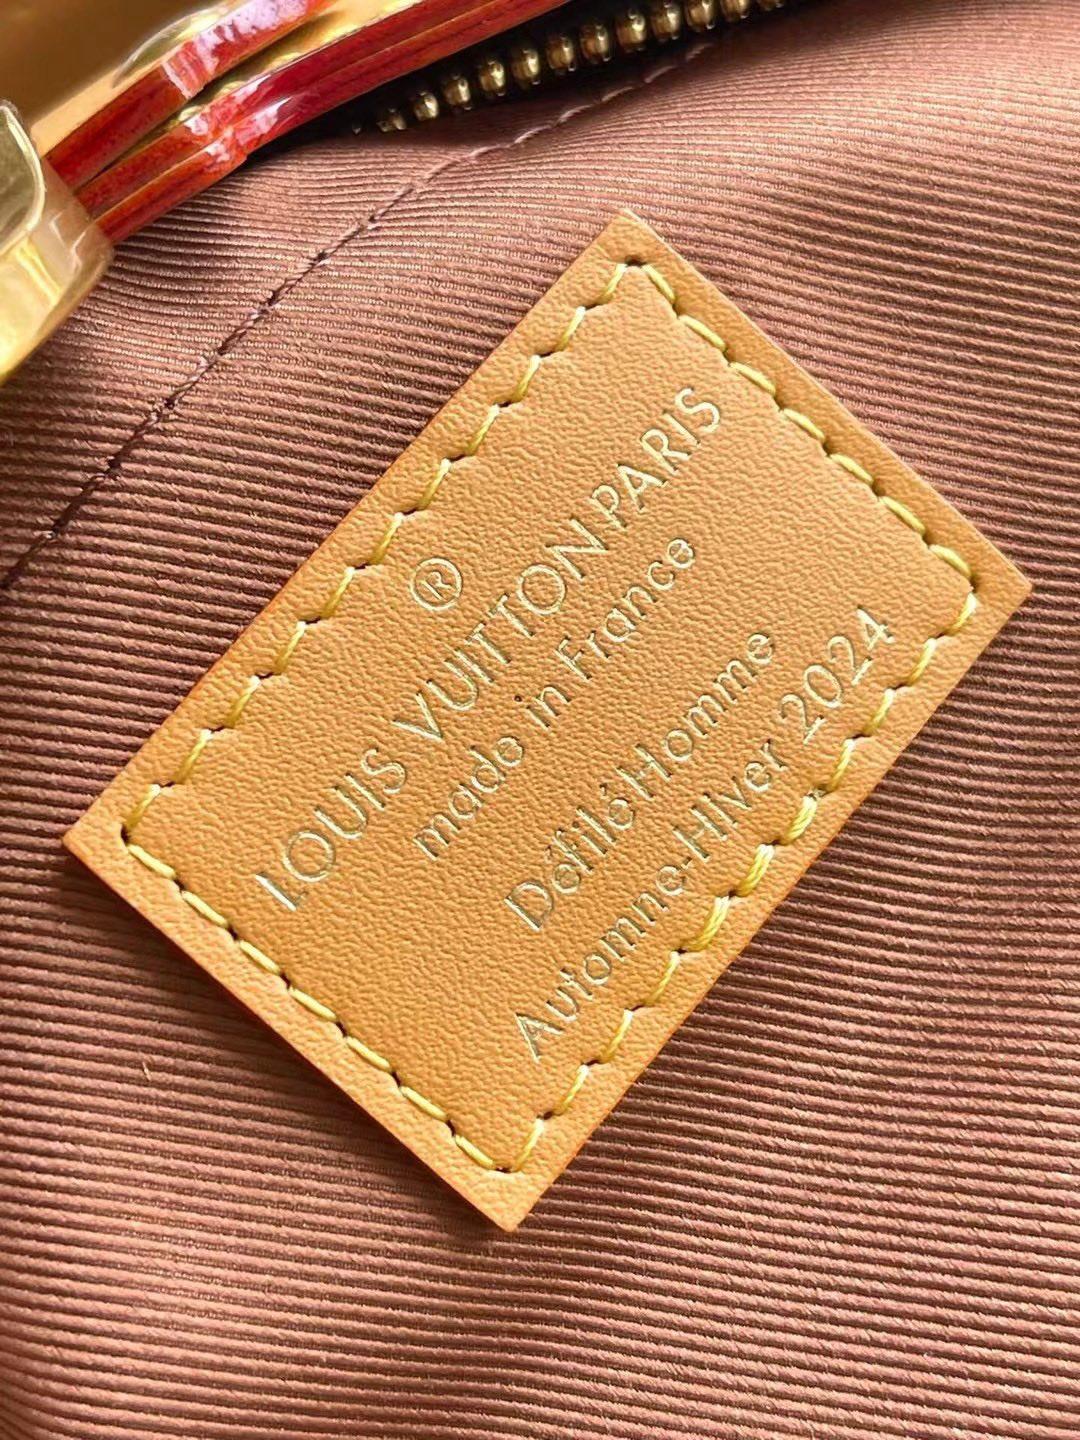 ®
LOUIS VUITTON PARIS
made in France
Défilé Homme
Automne-Hiver 2024